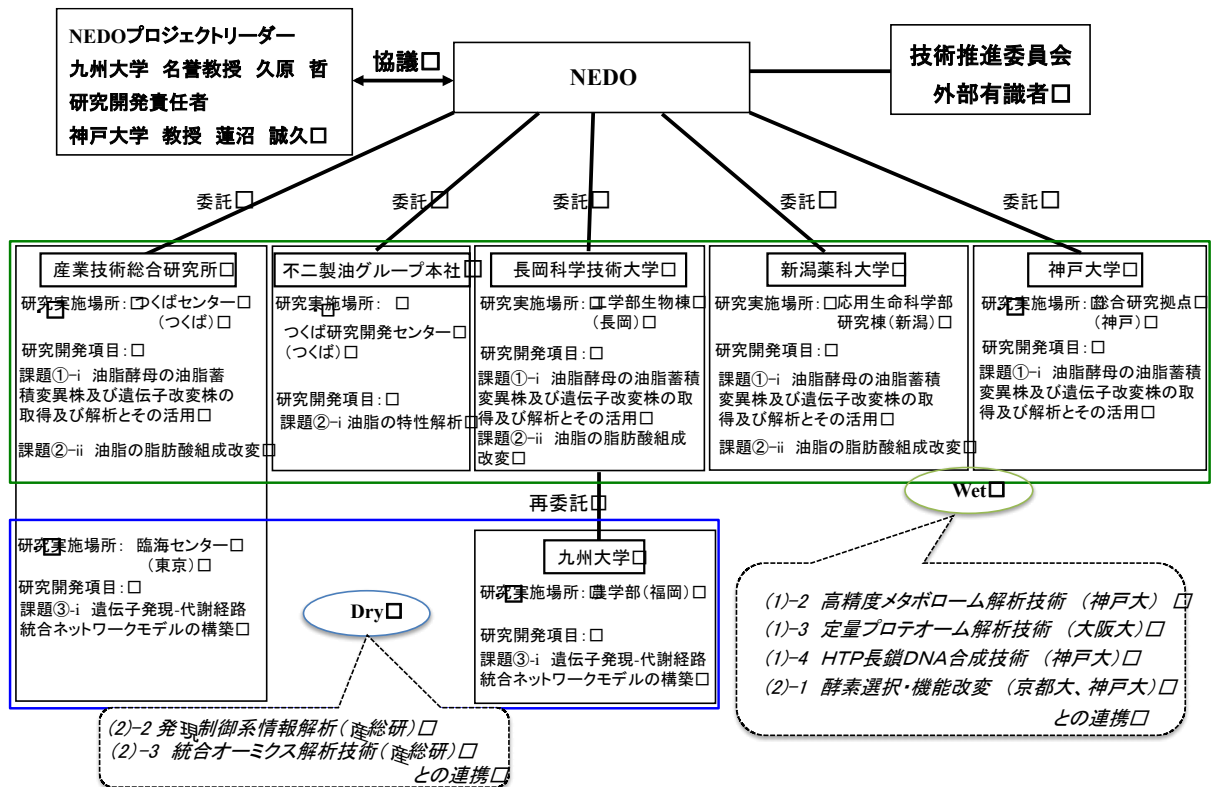 NEDOプロジェクトリーダー
九州大学 名誉教授 久原 哲
研究開発責任者
神戸大学 教授 蓮沼 誠久□
協議□
NEDO
技術推進委員会
外部有識者□
委託□
委託□
委託□
委託□
委託□
産業技術総合研究所□
研究実施場所:□つくばセンター□
(つくば)□
研究開発項目:□
課題①-i 油脂酵母の油脂蓄
積変異株及び遺伝子改変株の
取得及び解析とその活用□
課題②-ii 油脂の脂肪酸組成改変□
不二製油グループ本社□
研究実施場所: □
つくば研究開発センター□
(つくば)□
研究開発項目:□
課題②-i 油脂の特性解析□
長岡科学技術大学□
研究実施場所:□工学部生物棟□
(長岡)□
研究開発項目:□
課題①-i 油脂酵母の油脂蓄積
変異株及び遺伝子改変株の取
得及び解析とその活用□
課題②-ii 油脂の脂肪酸組成
改変□
新潟薬科大学□
研究実施場所:□応用生命科学部
研究棟(新潟)□
研究開発項目:□
課題①-i 油脂酵母の油脂蓄積
変異株及び遺伝子改変株の取
得及び解析とその活用□
課題②-ii 油脂の脂肪酸組成改変□
神戸大学□
研究実施場所:□総合研究拠点□
(神戸)□
研究開発項目:□
課題①-i 油脂酵母の油脂蓄積
変異株及び遺伝子改変株の取
得及び解析とその活用□
再委託□
Wet□
研究実施場所: 臨海センター□
(東京)□
研究開発項目:□
課題③-i 遺伝子発現-代謝経路
統合ネットワークモデルの構築□
Dry□
九州大学□
研究実施場所:□農学部(福岡)□
研究開発項目:□
課題③-i 遺伝子発現-代謝経路
統合ネットワークモデルの構築□
(1)-2 高精度メタボローム解析技術 (神戸大) □
(1)-3 定量プロテオーム解析技術 (大阪大)□
(1)-4 HTP長鎖DNA合成技術 (神戸大)□
(2)-1 酵素選択・機能改変 (京都大、神戸大)□
との連携□
(2)-2 発現制御系情報解析(産総研)□
(2)-3 統合オーミクス解析技術(産総研)□
との連携□